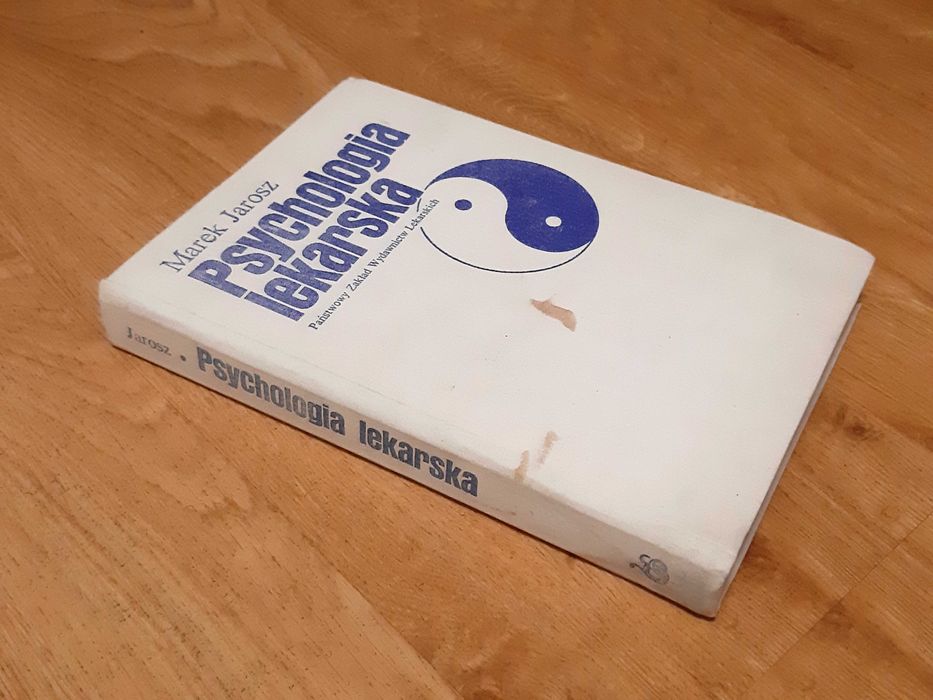 Marek Jarosz
Psychologia
lekarska
Państwowy Zakład Wydawnictw Lekarskich
Jarosz • Psychologia lekarska